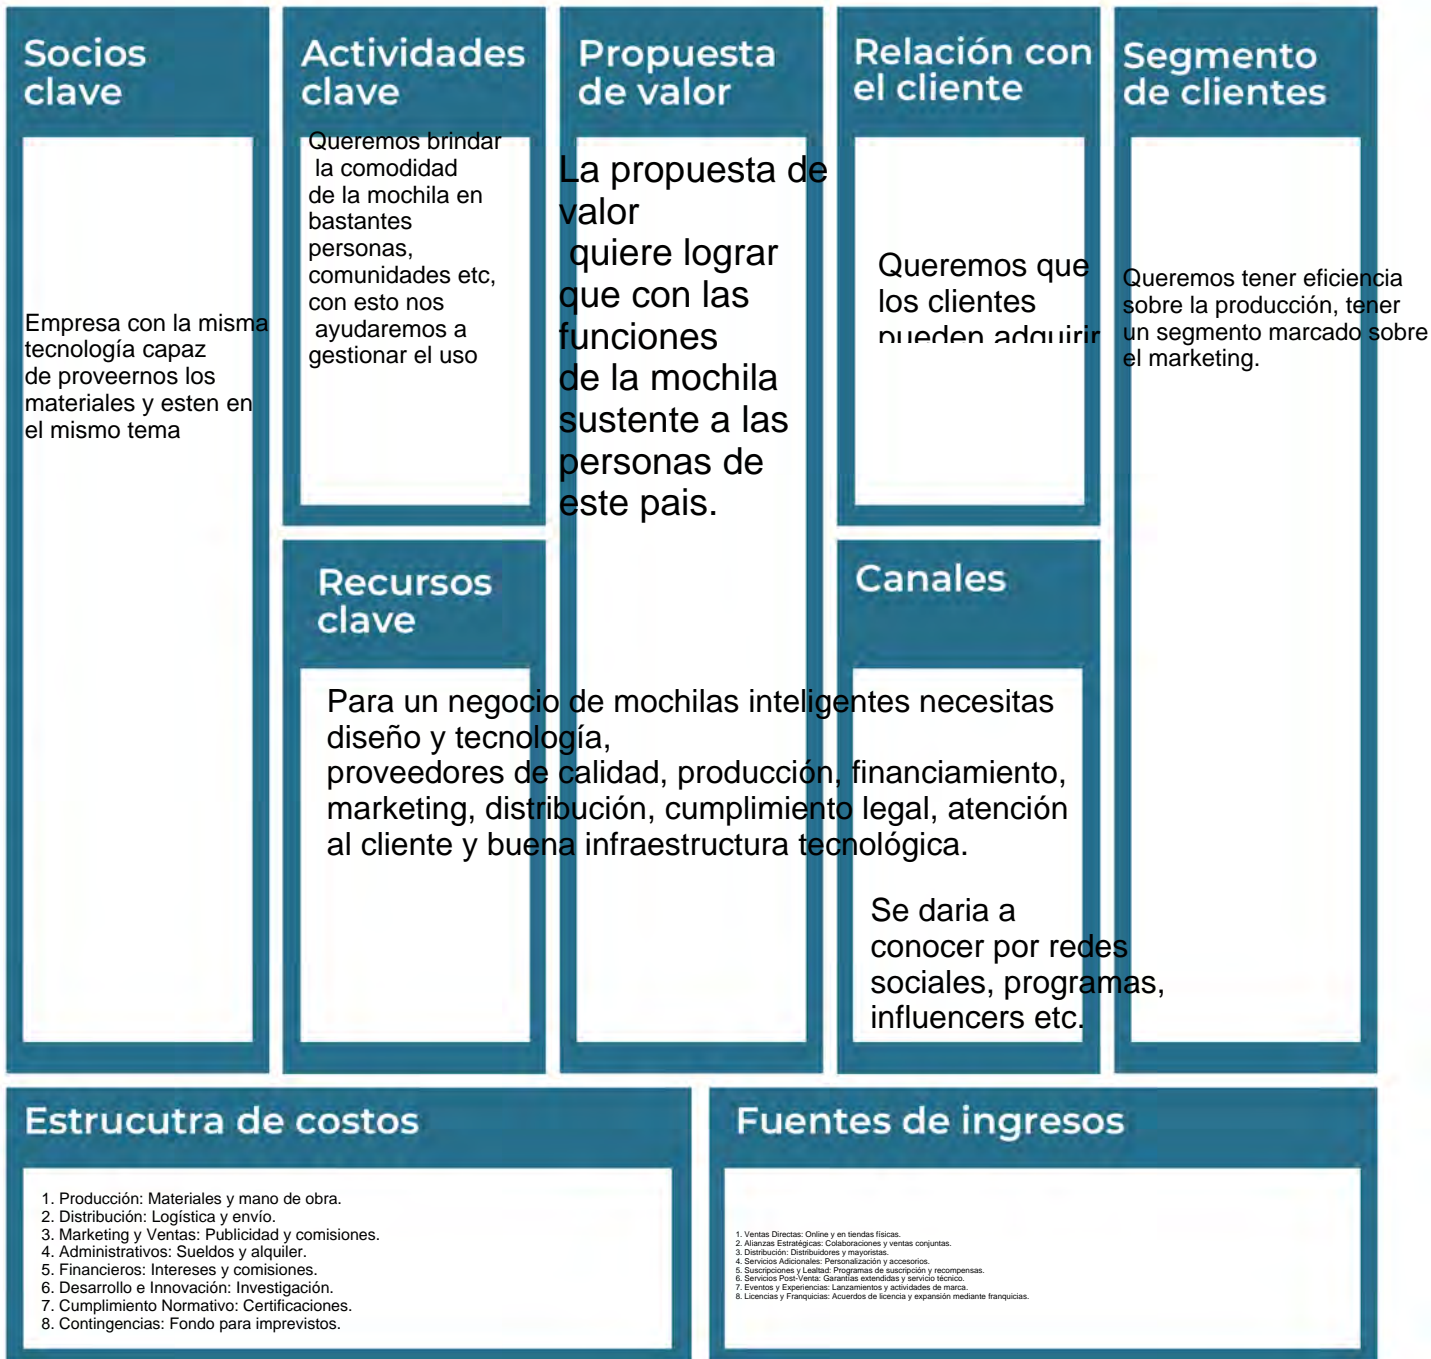 Socios
clave
Empresa con la misma
tecnología capaz
de proveernos los
materiales y esten en
el mismo tema
Actividades
clave
Queremos brindar
la comodidad
de la mochila en
bastantes
personas,
comunidades etc,
con esto nos
ayudaremos a
gestionar el uso
Recursos
clave
Para un negocio de mochilas inteligentes necesitas
diseño y tecnología,
proveedores de calidad, producción, financiamiento,
marketing, distribución, cumplimiento legal, atención
al cliente y buena infraestructura tecnológica.
Propuesta
de valor
La propuesta de
valor
quiere lograr
que con las
funciones
de la mochila
sustente a las
personas de
este pais.
Relación con
el cliente
Queremos que
los clientes
pueden adquirir
Canales
Se daria a
conocer por redes
sociales, programas,
influencers etc.
Segmento
de clientes
Queremos tener eficiencia
sobre la producción, tener
un segmento marcado sobre
el marketing.
Estrucutra de costos
1. Producción: Materiales y mano de obra.
2. Distribución: Logística y envío.
3. Marketing y Ventas: Publicidad y comisiones.
4. Administrativos: Sueldos y alquiler.
5. Financieros: Intereses y comisiones.
6. Desarrollo e Innovación: Investigación.
7. Cumplimiento Normativo: Certificaciones.
8. Contingencias: Fondo para imprevistos.
Fuentes de ingresos
1. Ventas Directas: Online y en tiendas físicas.
2. Alianzas Estratégicas: Colaboraciones y ventas conjuntas.
3. Distribución: Distribuidores y mayoristas.
4. Servicios Adicionales: Personalización y accesorios.
5. Suscripciones y Lealtad: Programas de suscripción y recompensas.
6. Servicios Post-Venta: Garantías extendidas y servicio técnico.
7. Eventos y Experiencias: Lanzamientos y actividades de marca.
8. Licencias y Franquicias: Acuerdos de licencia y expansión mediante franquicias.